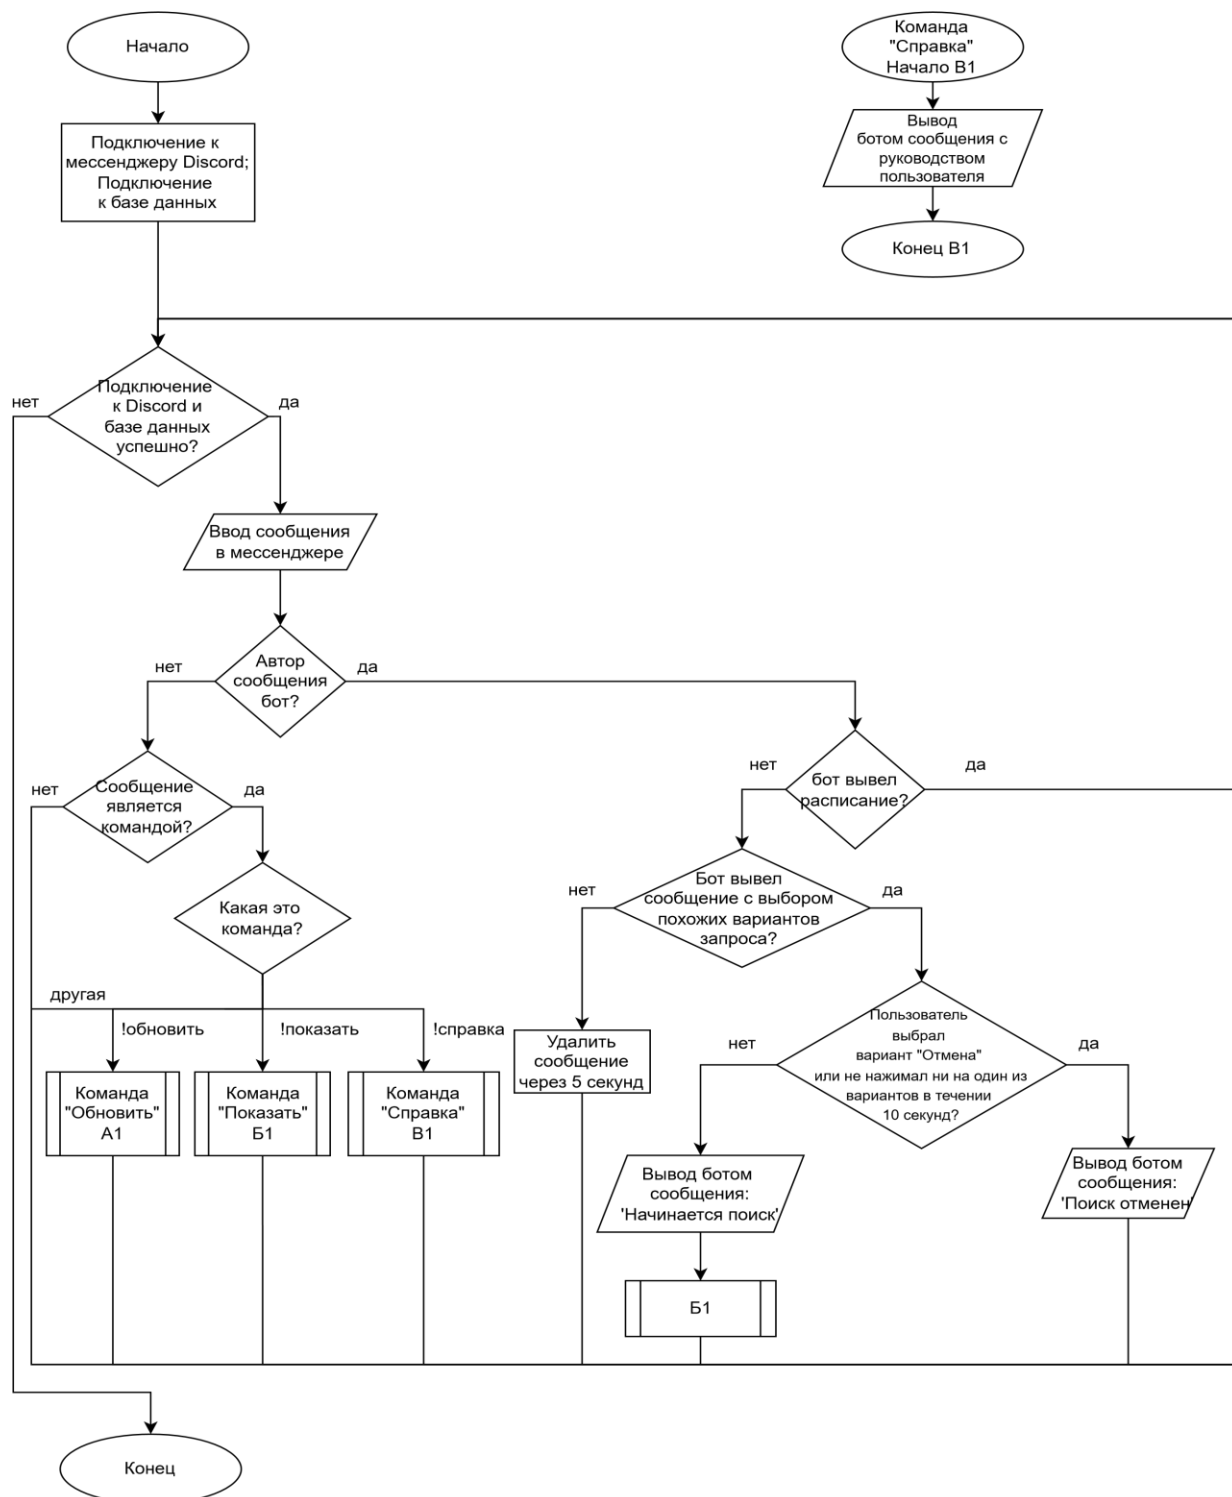 Начало
Команда
"Справка"
Начало В1
Подключение к
мессенджеру Discord;
Подключение
к базе данных
Вывод
ботом сообщения с
руководством
пользователя
Конец В1
Подключение
к Discord и
базе данных
успешно?
нет
да
Ввод сообщения
в мессенджере
Автор
сообщения
бот?
нет
да
Сообщение
является
командой?
нет
да
бот вывел
расписание?
нет
да
Какая это
команда?
Бот вывел
сообщение с выбором
похожих вариантов
запроса?
нет
да
другая
!обновить
!показать
!справка
Команда
"Обновить"
А1
Команда
"Показать"
Б1
Команда
"Справка"
В1
Удалить
сообщение
через 5 секунд
Пользователь
выбрал
вариант "Отмена"
или не нажимал ни на один из
вариантов в течении
10 секунд?
нет
да
Вывод ботом
сообщения:
'Начинается поиск'
Вывод ботом
сообщения:
'Поиск отменен'
Б1
Конец